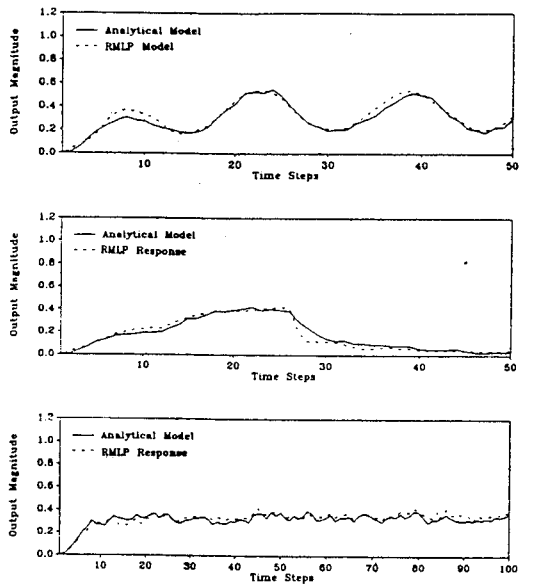 Output Magnitude
1.2
1.0
0.8
0.6
0.4
0.2
0.0
Analytical Model
RMLP Model
10 20 30 40 50
Time Steps
Output Magnitude
1.2
1.0
0.8
0.6
0.4
0.2
0.0
Analytical Model
RMLP Response
10 20 30 40 50
Time Steps
Output Magnitude
1.2
1.0
0.8
0.6
0.4
0.2
0.0
Analytical Model
RMLP Response
10 20 30 40 50 60 70 80 90 100
Time Steps